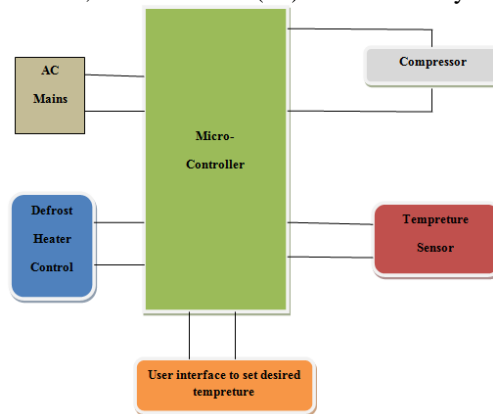 AC
Mains
Micro-
Controller
Compressor
Defrost
Heater
Control
Tempreture
Sensor
User interface to set desired
tempreture